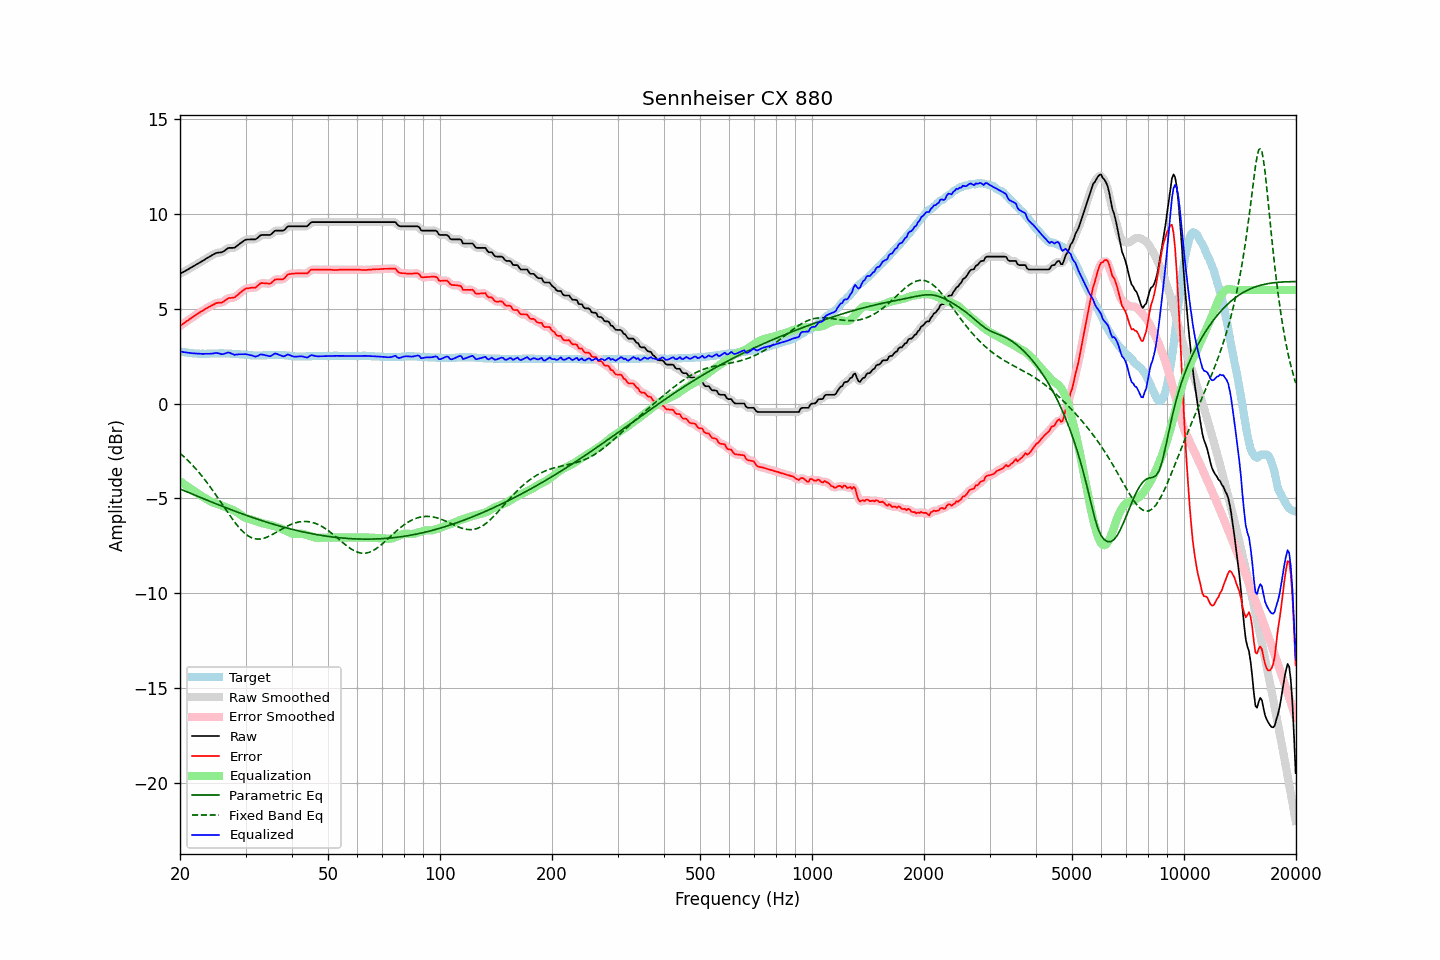 Sennheiser CX 880
15
10
5
0
−5
−10
−15
−20
Amplitude (dBr)
Target
Raw Smoothed
Error Smoothed
Raw
Error
Equalization
Parametric Eq
Fixed Band Eq
Equalized
20 50 100 200 500 1000 2000 5000 10000 20000
Frequency (Hz)